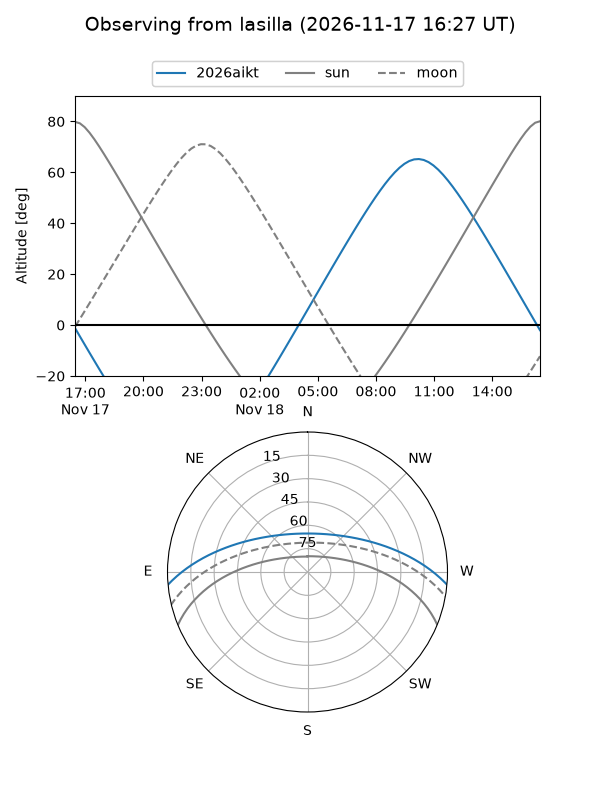 Observing from lasilla (2026-11-17 16:27 UT)
2026aikt sun moon
Altitude [deg]
80
60
40
20
0
−20
17:00 20:00 23:00 02:00 05:00 08:00 11:00 14:00
Nov 17 Nov 18
N
NE NW
15
30
45
60
75
E W
SE SW
S